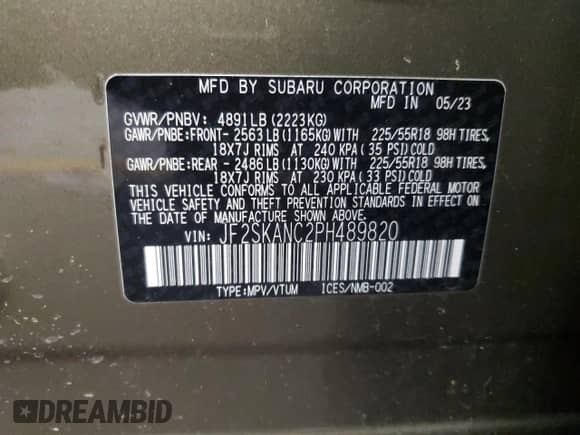 MFD BY SUBARU CORPORATION
MFD IN 05/23
GVWR/PNBV: 4891LB (2223KG)
GAWR/PNBE:FRONT- 2563LB (1165KG) WITH 225/55R18 98H TIRES,
18X7J RIMS AT 240 KPA ( 35 PSI) COLD
GAWR/PNBE:REAR - 2486LB (1130KG) WITH 225/55R18 98H TIRES,
18X7J RIMS AT 230 KPA ( 33 PSI) COLD
THIS VEHICLE CONFORMS TO ALL APPLICABLE FEDERAL MOTOR
VEHICLE SAFETY AND THEFT PREVENTION STANDARDS IN EFFECT
ON THE DATE OF MANUFACTURE SHOWN ABOVE.
VIN: JF2SKANC2PH489820
TYPE:MPV/VTUM ICES/NMB-002
DREAMBID